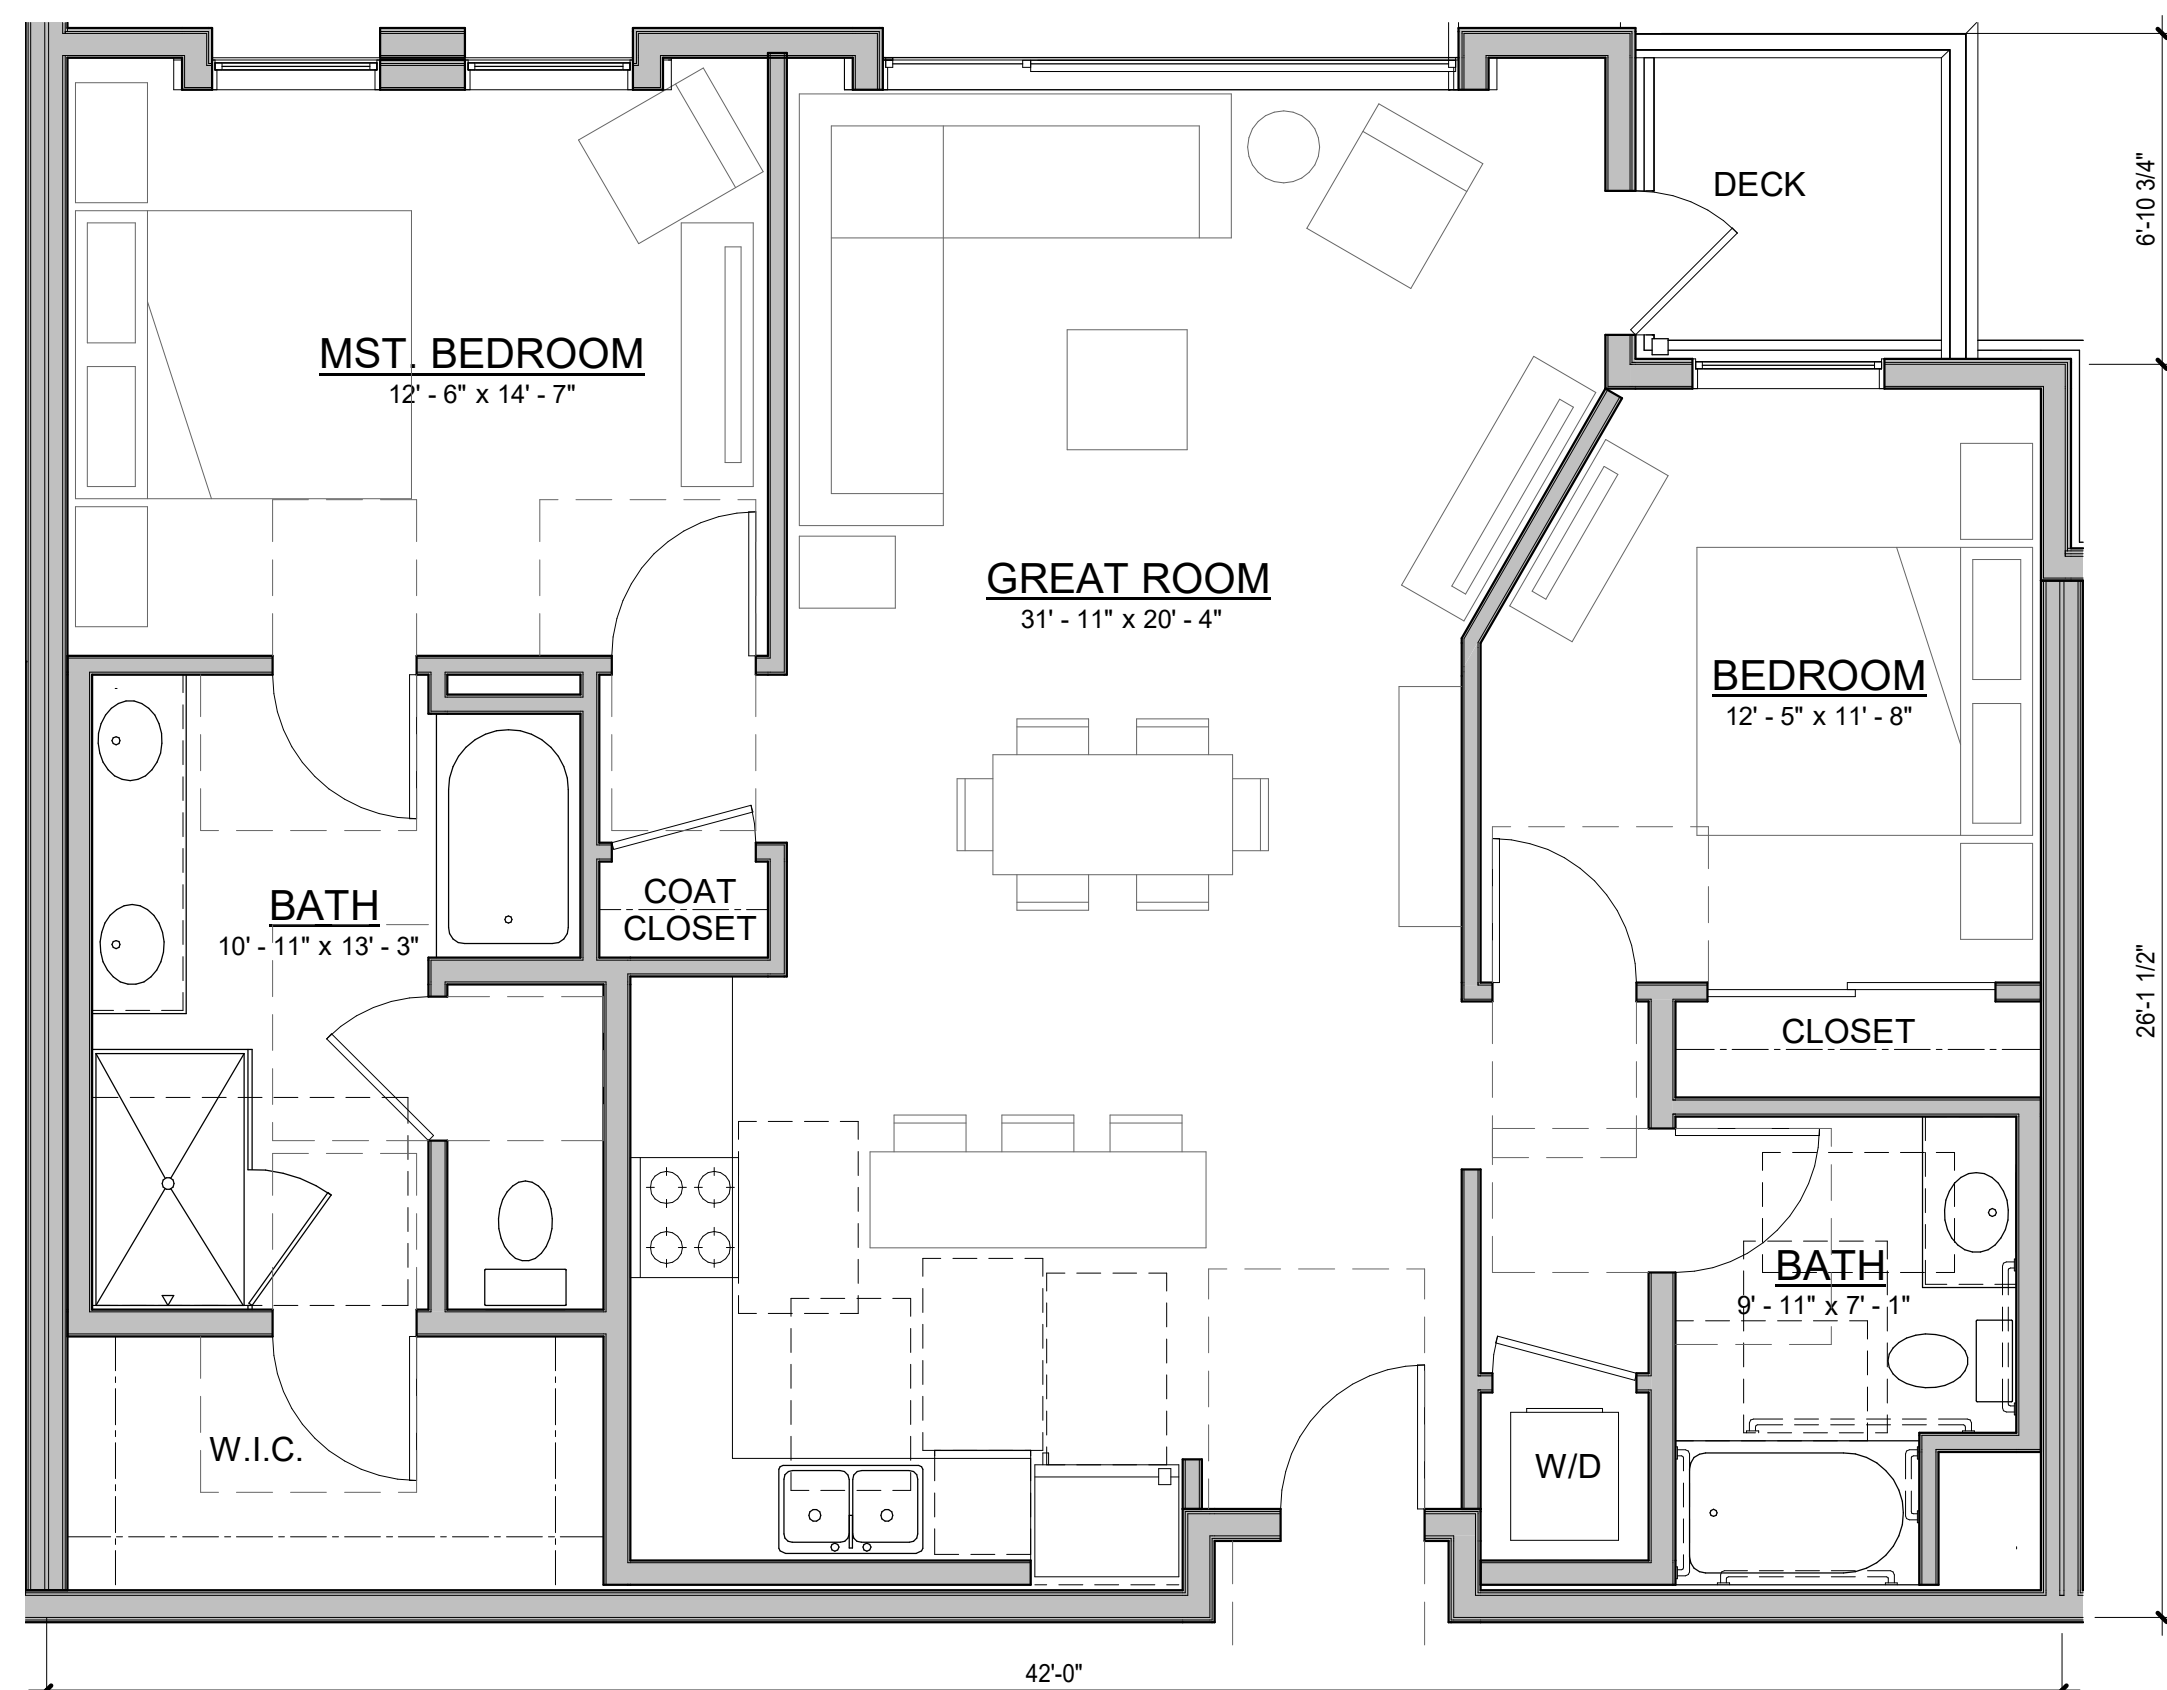 DECK
6'-10 3/4"
MST. BEDROOM
12' - 6" x 14' - 7"
GREAT ROOM
31' - 11" x 20' - 4"
BEDROOM
12' - 5" x 11' - 8"
COAT
CLOSET
BATH
10' - 11" x 13' - 3"
26'-1 1/2"
CLOSET
BATH
9' - 11" x 7' - 1"
W.I.C.
W/D
42'-0"